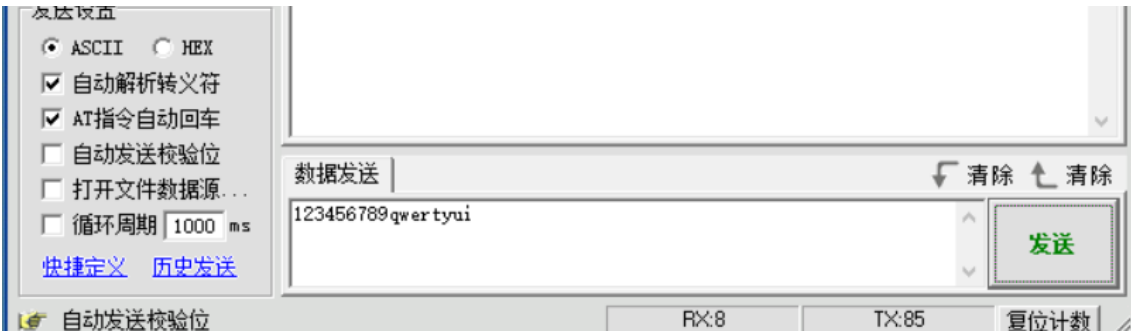 发送设置
ASCII HEX
自动解析转义符
AT指令自动回车
自动发送校验位
打开文件数据源...
循环周期 1000 ms
快捷定义 历史发送
数据发送 清除 清除
123456789qwertyui
发送
自动发送校验位 RX:8 TX:85 复位计数